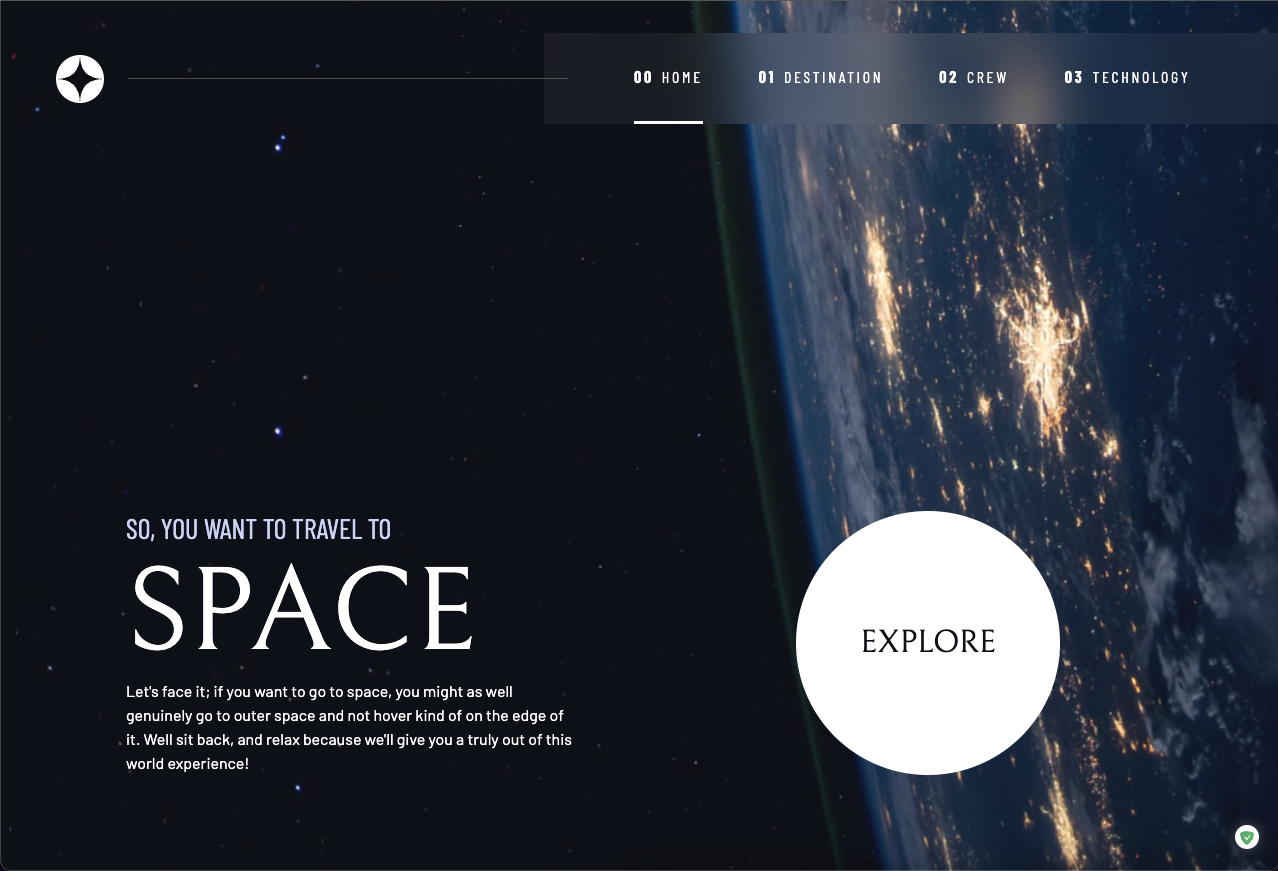 00 HOME 01 DESTINATION 02 CREW 03 TECHNOLOGY
SO, YOU WANT TO TRAVEL TO
SPACE
Let's face it; if you want to go to space, you might as well
genuinely go to outer space and not hover kind of on the edge of
it. Well sit back, and relax because we'll give you a truly out of this
world experience!
EXPLORE